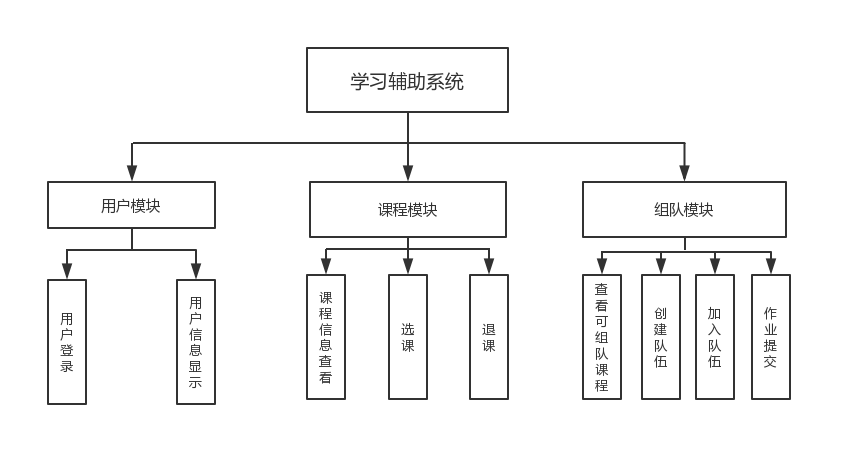 学习辅助系统
用户模块
课程模块
组队模块
用户登录
用户信息显示
课程信息查看
选课
退课
查看可组队课程
创建队伍
加入队伍
作业提交